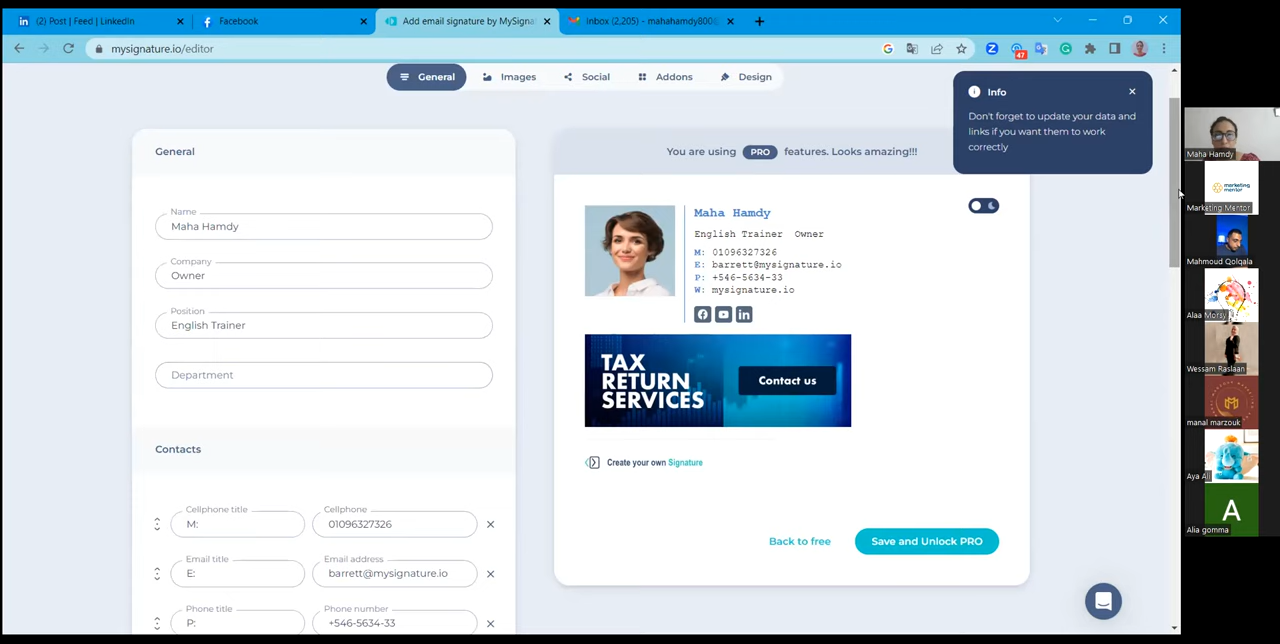 (2) Post | Feed | LinkedIn
Facebook
Add email signature by MySigna
Inbox (2,205) - mahahamdy800@
mysignature.io/editor
47
General
Images
Social
Addons
Design
Info
Don't forget to update your data and
links if you want them to work
correctly
General
Name
Maha Hamdy
Company
Owner
Position
English Trainer
Department
Contacts
Cellphone title
M:
Cellphone
01096327326
Email title
E:
Email address
barrett@mysignature.io
Phone title
P:
Phone number
+546-5634-33
You are using PRO features. Looks amazing!!!
Maha Hamdy
English Trainer Owner
M: 01096327326
E: barrett@mysignature.io
P: +546-5634-33
W: mysignature.io
TAX
RETURN
SERVICES
Contact us
Create your own Signature
Back to free
Save and Unlock PRO
Maha Hamdy
marketing
mentor
Marketing Mentor
Mahmoud Qolqala
Alaa Morsy
Wessam Raslaan
manal marzouk
Aya Ali
A
Alia gomma